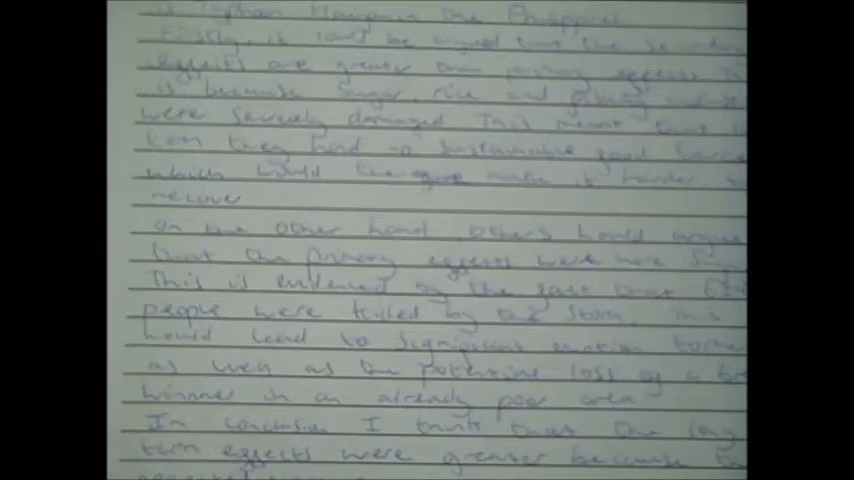 is Typhoon Haiyan in the Philippines
Firstly, it could be argued that the secondary
effects are greater than primary effects
is because sugar, rice and fishing
were severely damaged This meant that
term they had no sustainable food source
which would make it harder
recover
on the other hand others would argue
that the primary effects were more
This is evidenced by the fact that
people were killed by the storm. This
would lead to significant emotion
as well as the potential loss of a
winner in an already poor area
In conclusion I think that the long
term effects were greater because